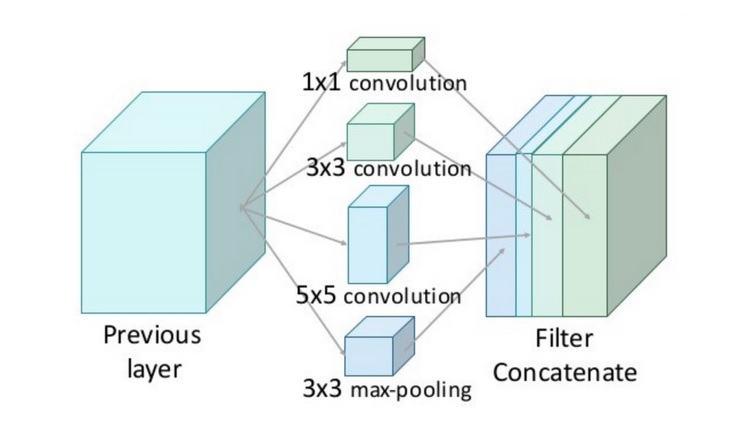 1x1 convolution
3x3 convolution
5x5 convolution
3x3 max-pooling
Previous
layer
Filter
Concatenate